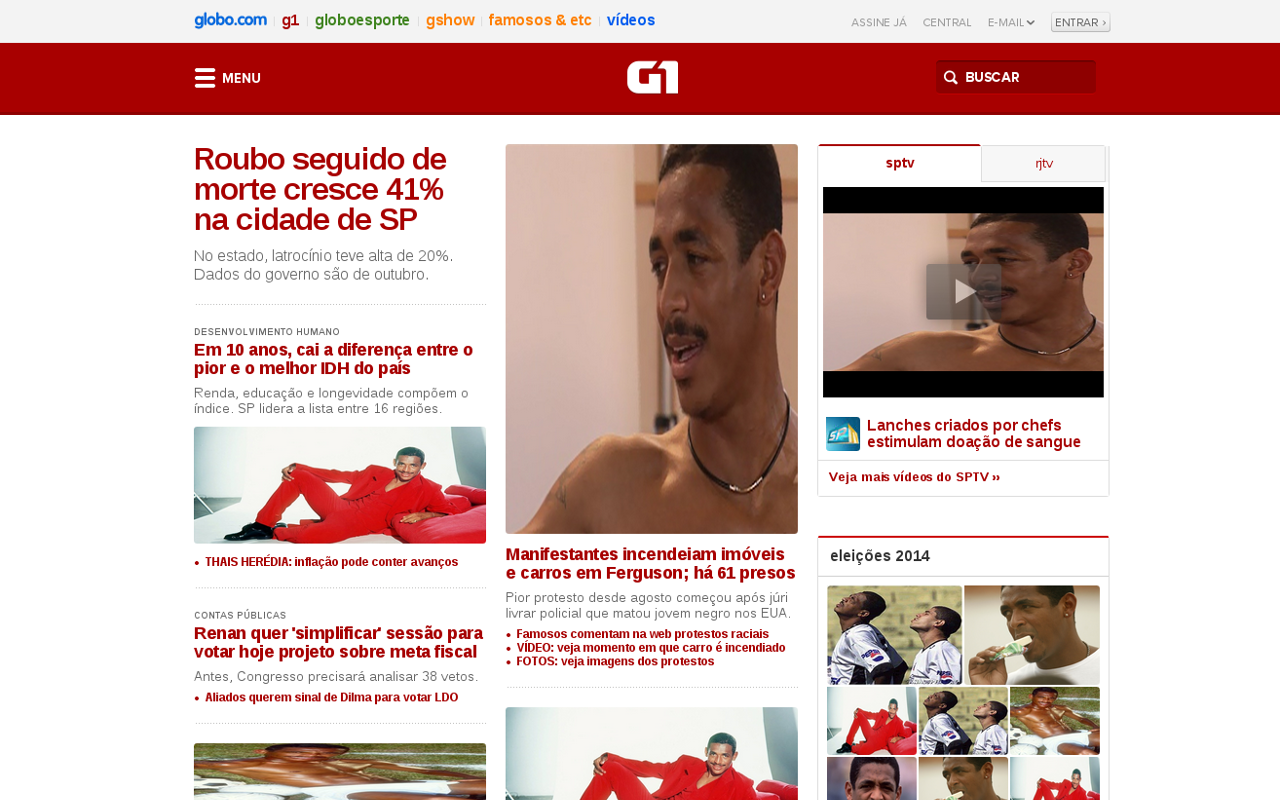 globo.com g1 globoesporte gshow famosos & etc vídeos ASSINE JÁ CENTRAL E-MAIL ENTRAR ›
MENU G1 BUSCAR
Roubo seguido de
morte cresce 41%
na cidade de SP
No estado, latrocínio teve alta de 20%.
Dados do governo são de outubro.
DESENVOLVIMENTO HUMANO
Em 10 anos, cai a diferença entre o
pior e o melhor IDH do país
Renda, educação e longevidade compõem o
índice. SP lidera a lista entre 16 regiões.
• THAIS HERÉDIA: inflação pode conter avanços
CONTAS PÚBLICAS
Renan quer 'simplificar' sessão para
votar hoje projeto sobre meta fiscal
Antes, Congresso precisará analisar 38 vetos.
• Aliados querem sinal de Dilma para votar LDO
Manifestantes incendeiam imóveis
e carros em Ferguson; há 61 presos
Pior protesto desde agosto começou após júri
livrar policial que matou jovem negro nos EUA.
• Famosos comentam na web protestos raciais
• VÍDEO: veja momento em que carro é incendiado
• FOTOS: veja imagens dos protestos
sptv rjtv
SPTV
Lanches criados por chefs
estimulam doação de sangue
Veja mais vídeos do SPTV ››
eleições 2014